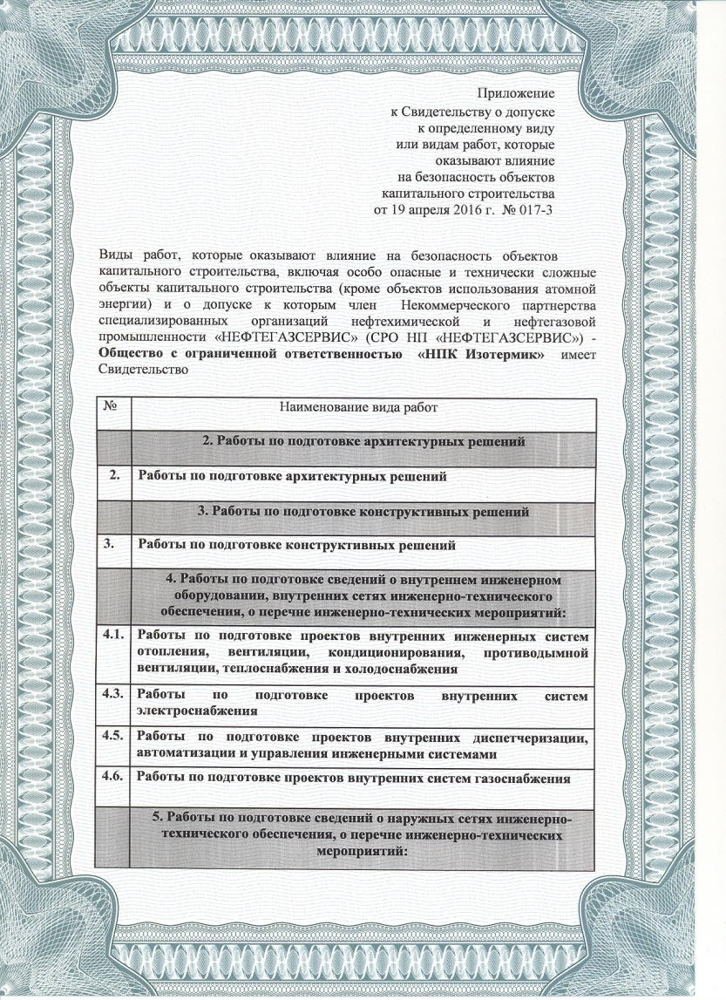 Приложение
к Свидетельству о допуске
к определенному виду
или видам работ, которые
оказывают влияние
на безопасность объектов
капитального строительства
от 19 апреля 2016 г. № 017-3
Виды работ, которые оказывают влияние на безопасность объектов
капитального строительства, включая особо опасные и технически сложные
объекты капитального строительства (кроме объектов использования атомной
энергии) и о допуске к которым член Некоммерческого партнерства
специализированных организаций нефтехимической и нефтегазовой
промышленности «НЕФТЕГАЗСЕРВИС» (СРО НП «НЕФТЕГАЗСЕРВИС») -
Общество с ограниченной ответственностью «НПК Изотермик» имеет
Свидетельство
№ Наименование вида работ
2. Работы по подготовке архитектурных решений
2. Работы по подготовке архитектурных решений
3. Работы по подготовке конструктивных решений
3. Работы по подготовке конструктивных решений
4. Работы по подготовке сведений о внутреннем инженерном
оборудовании, внутренних сетях инженерно-технического
обеспечения, о перечне инженерно-технических мероприятий:
4.1. Работы по подготовке проектов внутренних инженерных систем
отопления, вентиляции, кондиционирования, противодымной
вентиляции, теплоснабжения и холодоснабжения
4.3. Работы по подготовке проектов внутренних систем
электроснабжения
4.5. Работы по подготовке проектов внутренних диспетчеризации,
автоматизации и управления инженерными системами
4.6. Работы по подготовке проектов внутренних систем газоснабжения
5. Работы по подготовке сведений о наружных сетях инженерно-
технического обеспечения, о перечне инженерно-технических
мероприятий: